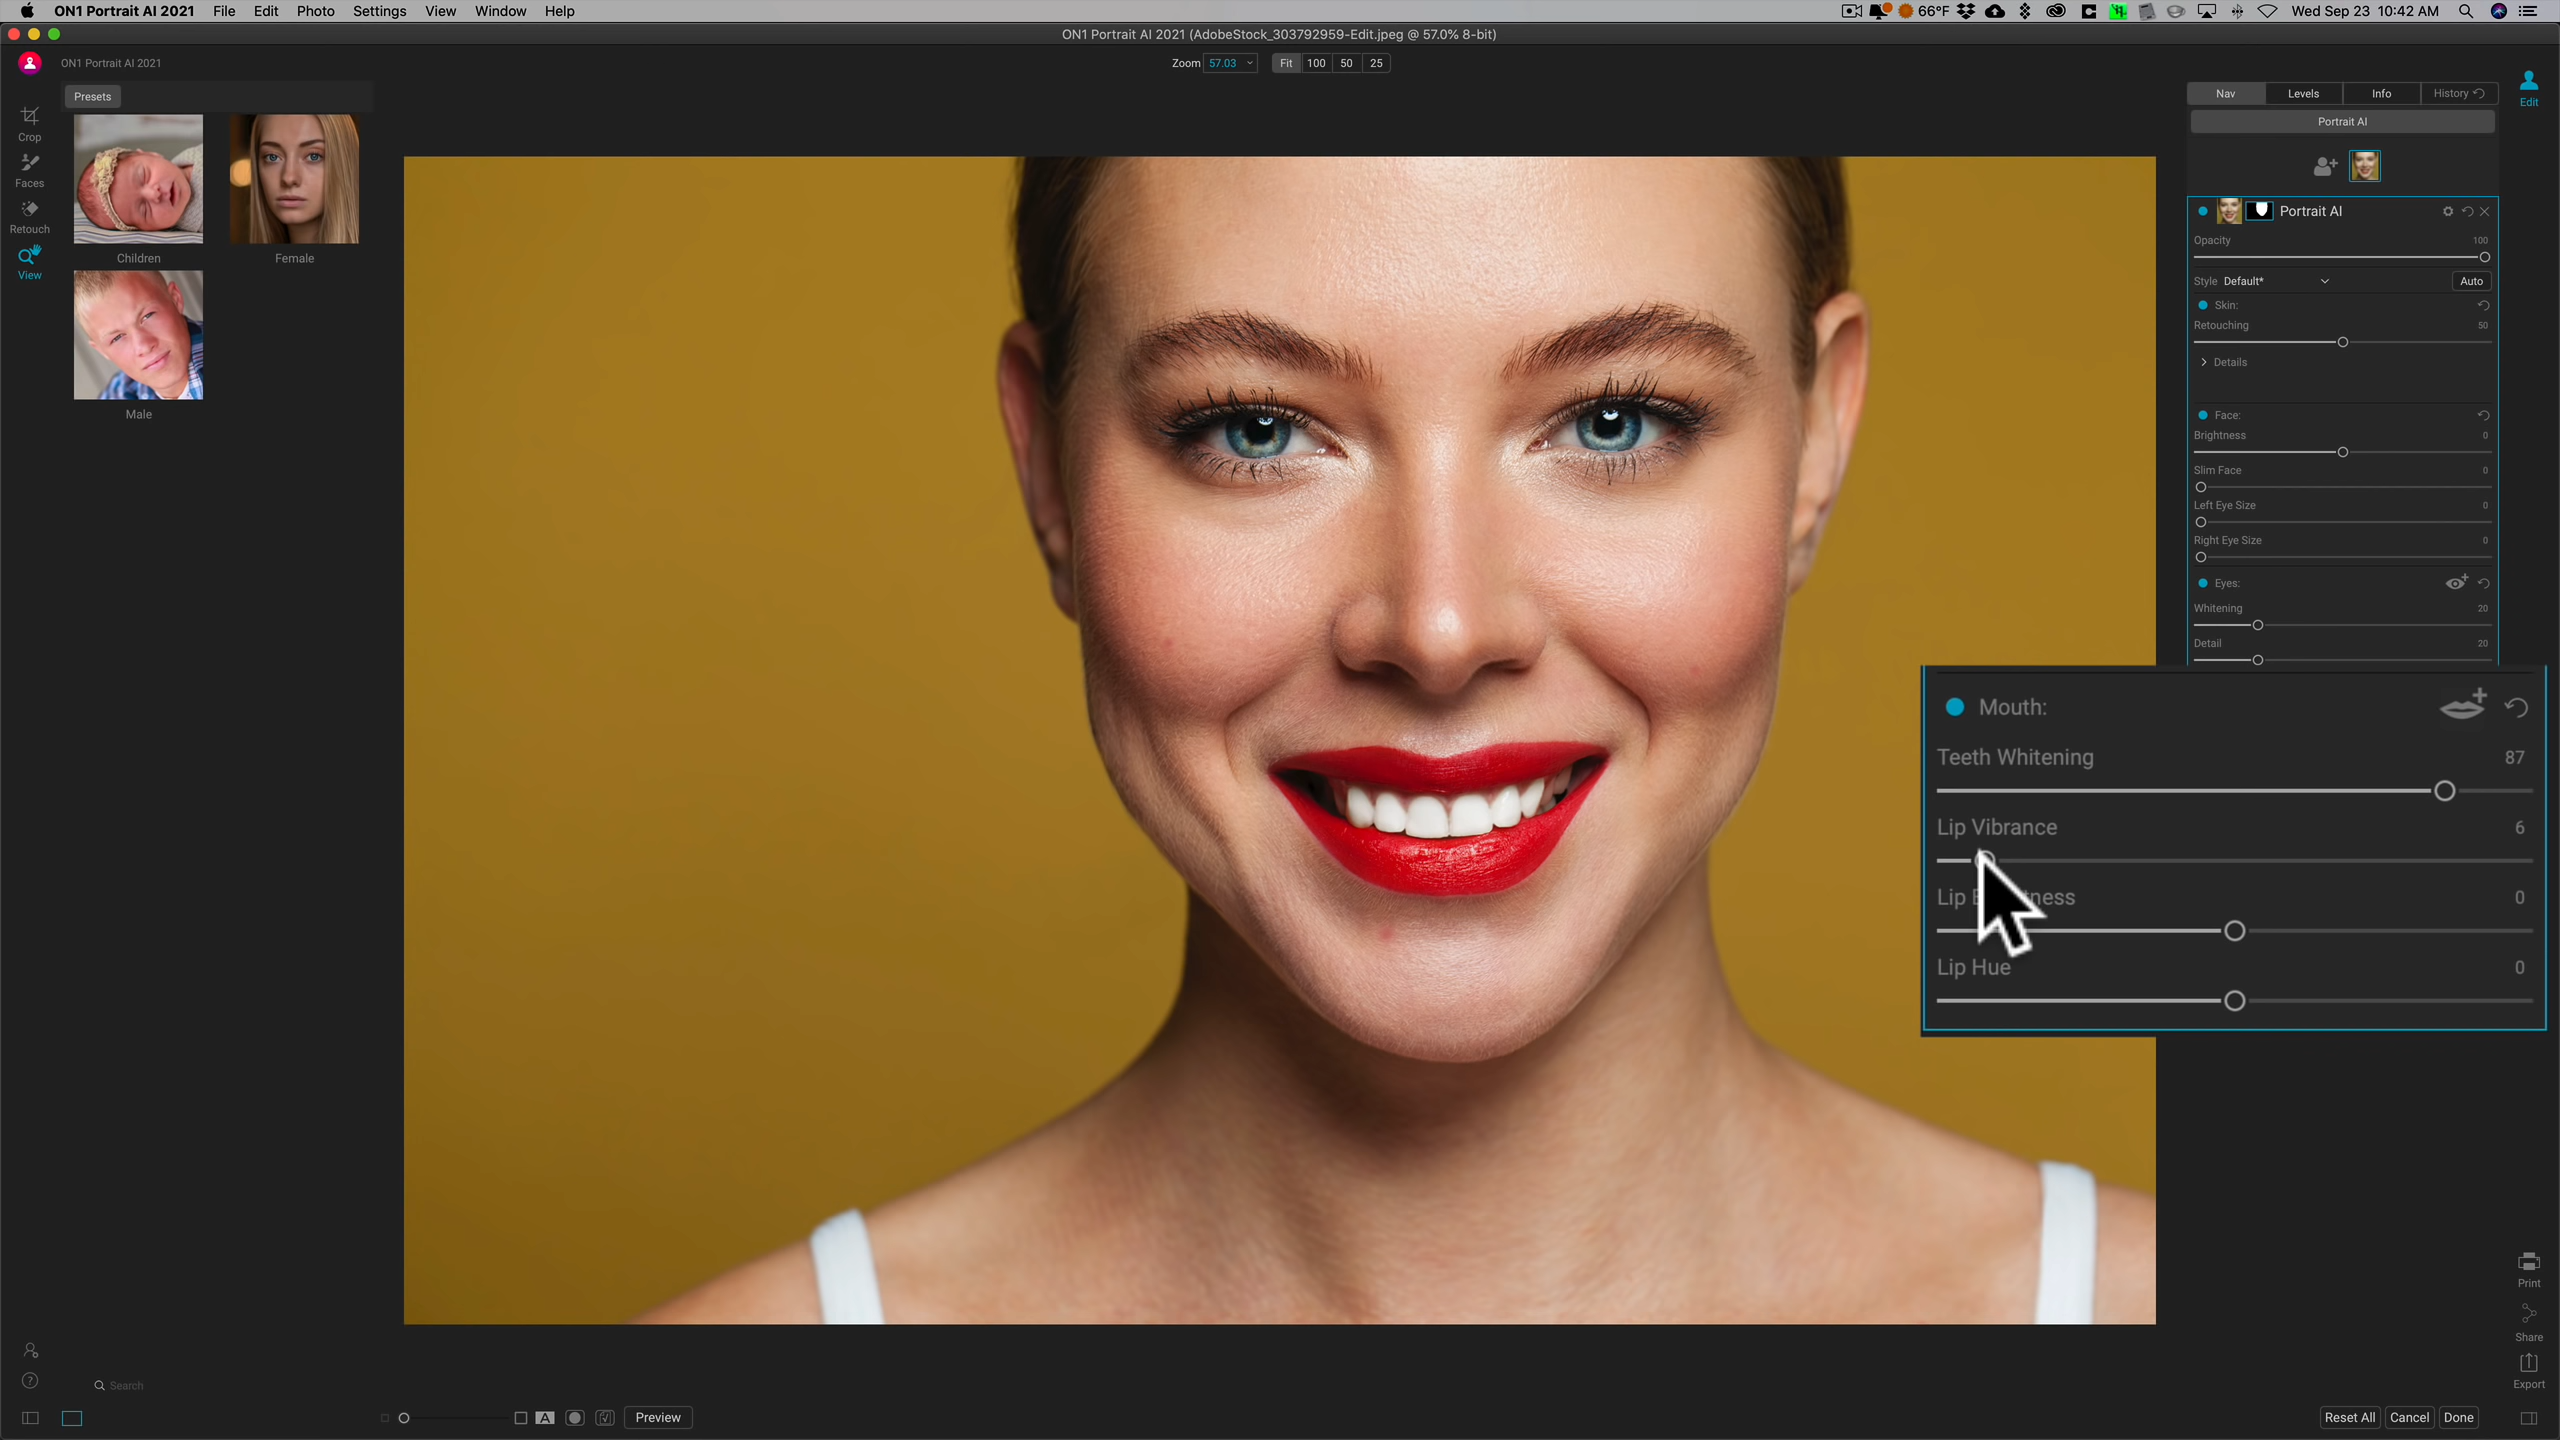 ON1 Portrait AI 2021 File Edit Photo Settings View Window Help 66°F Wed Sep 23 10:42 AM
ON1 Portrait AI 2021 (AdobeStock_303792959-Edit.jpeg @ 57.0% 8-bit)
ON1 Portrait AI 2021
Zoom 57.03 Fit 100 50 25
Presets
Children
Female
Male
Crop
Faces
Retouch
View
Search
A
Preview
Nav Levels Info History
Edit
Portrait AI
Portrait AI
Opacity 100
Style Default* Auto
Skin:
Retouching 50
Details
Face:
Brightness 0
Slim Face 0
Left Eye Size 0
Right Eye Size 0
Eyes:
Whitening 20
Detail 20
Mouth:
Teeth Whitening 87
Lip Vibrance 6
Lip 0
Lip Hue 0
Print
Share
Export
Reset All Cancel Done